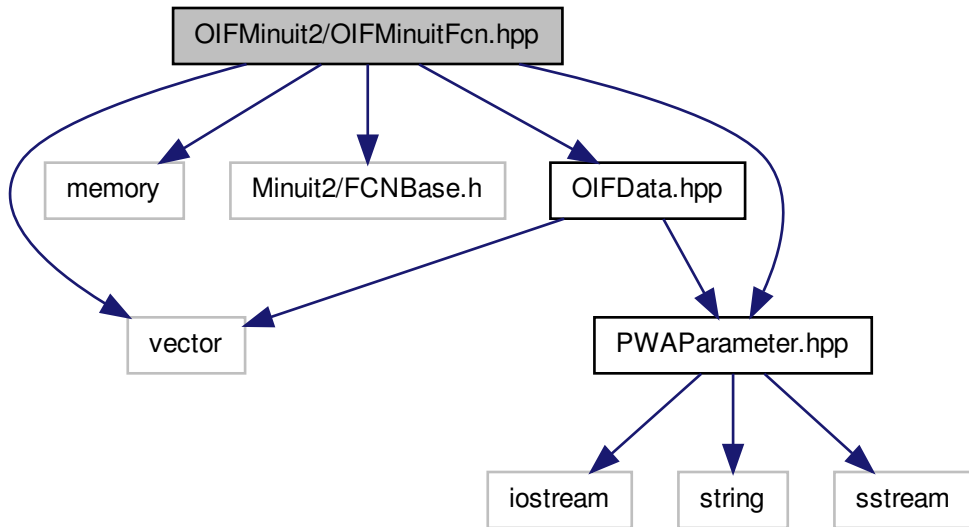 OIFMinuit2/OIFMinuitFcn.hpp
memory
Minuit2/FCNBase.h
OIFData.hpp
vector
PWAParameter.hpp
iostream
string
sstream